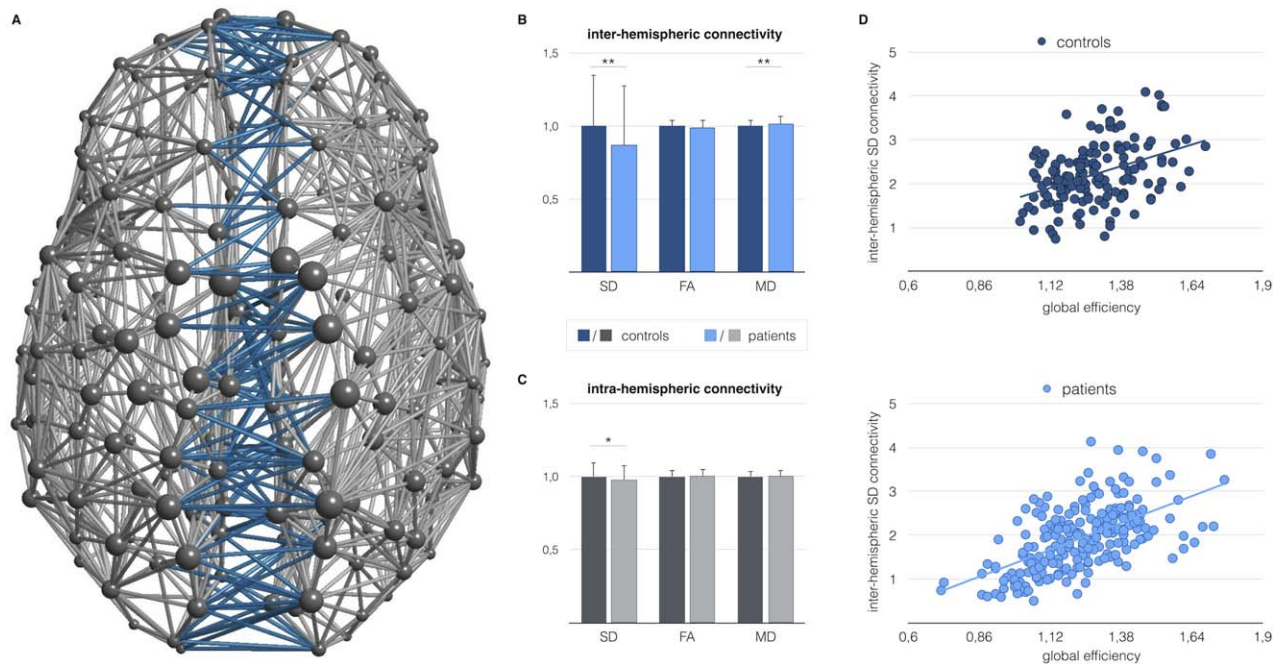 A
B
inter-hemispheric connectivity
1,5
1,0
0,5
**
**
SD FA MD
/ controls / patients
C
intra-hemispheric connectivity
1,5
1,0
0,5
*
SD FA MD
D
controls
inter-hemispheric SD connectivity
5
4
3
2
1
0,6 0,86 1,12 1,38 1,64 1,9
global efficiency
patients
inter-hemispheric SD connectivity
5
4
3
2
1
0,6 0,86 1,12 1,38 1,64 1,9
global efficiency